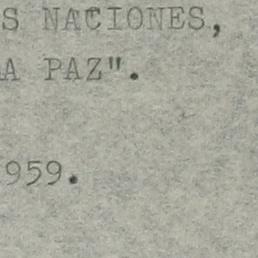 S NACIONES,
A PAZ".
959.